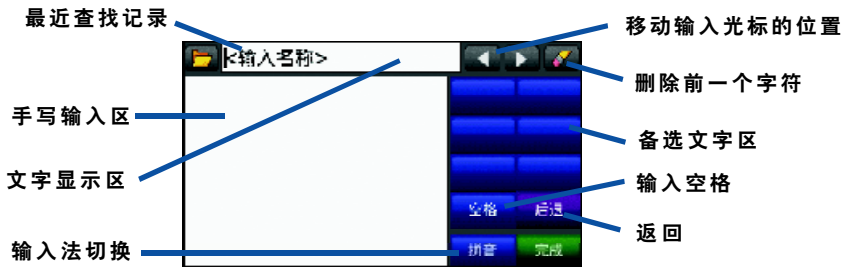 最近查找记录
移动输入光标的位置
<输入名称>
删除前一个字符
手写输入区
备选文字区
文字显示区
输入空格
空格 后退
返回
输入法切换
拼音 完成